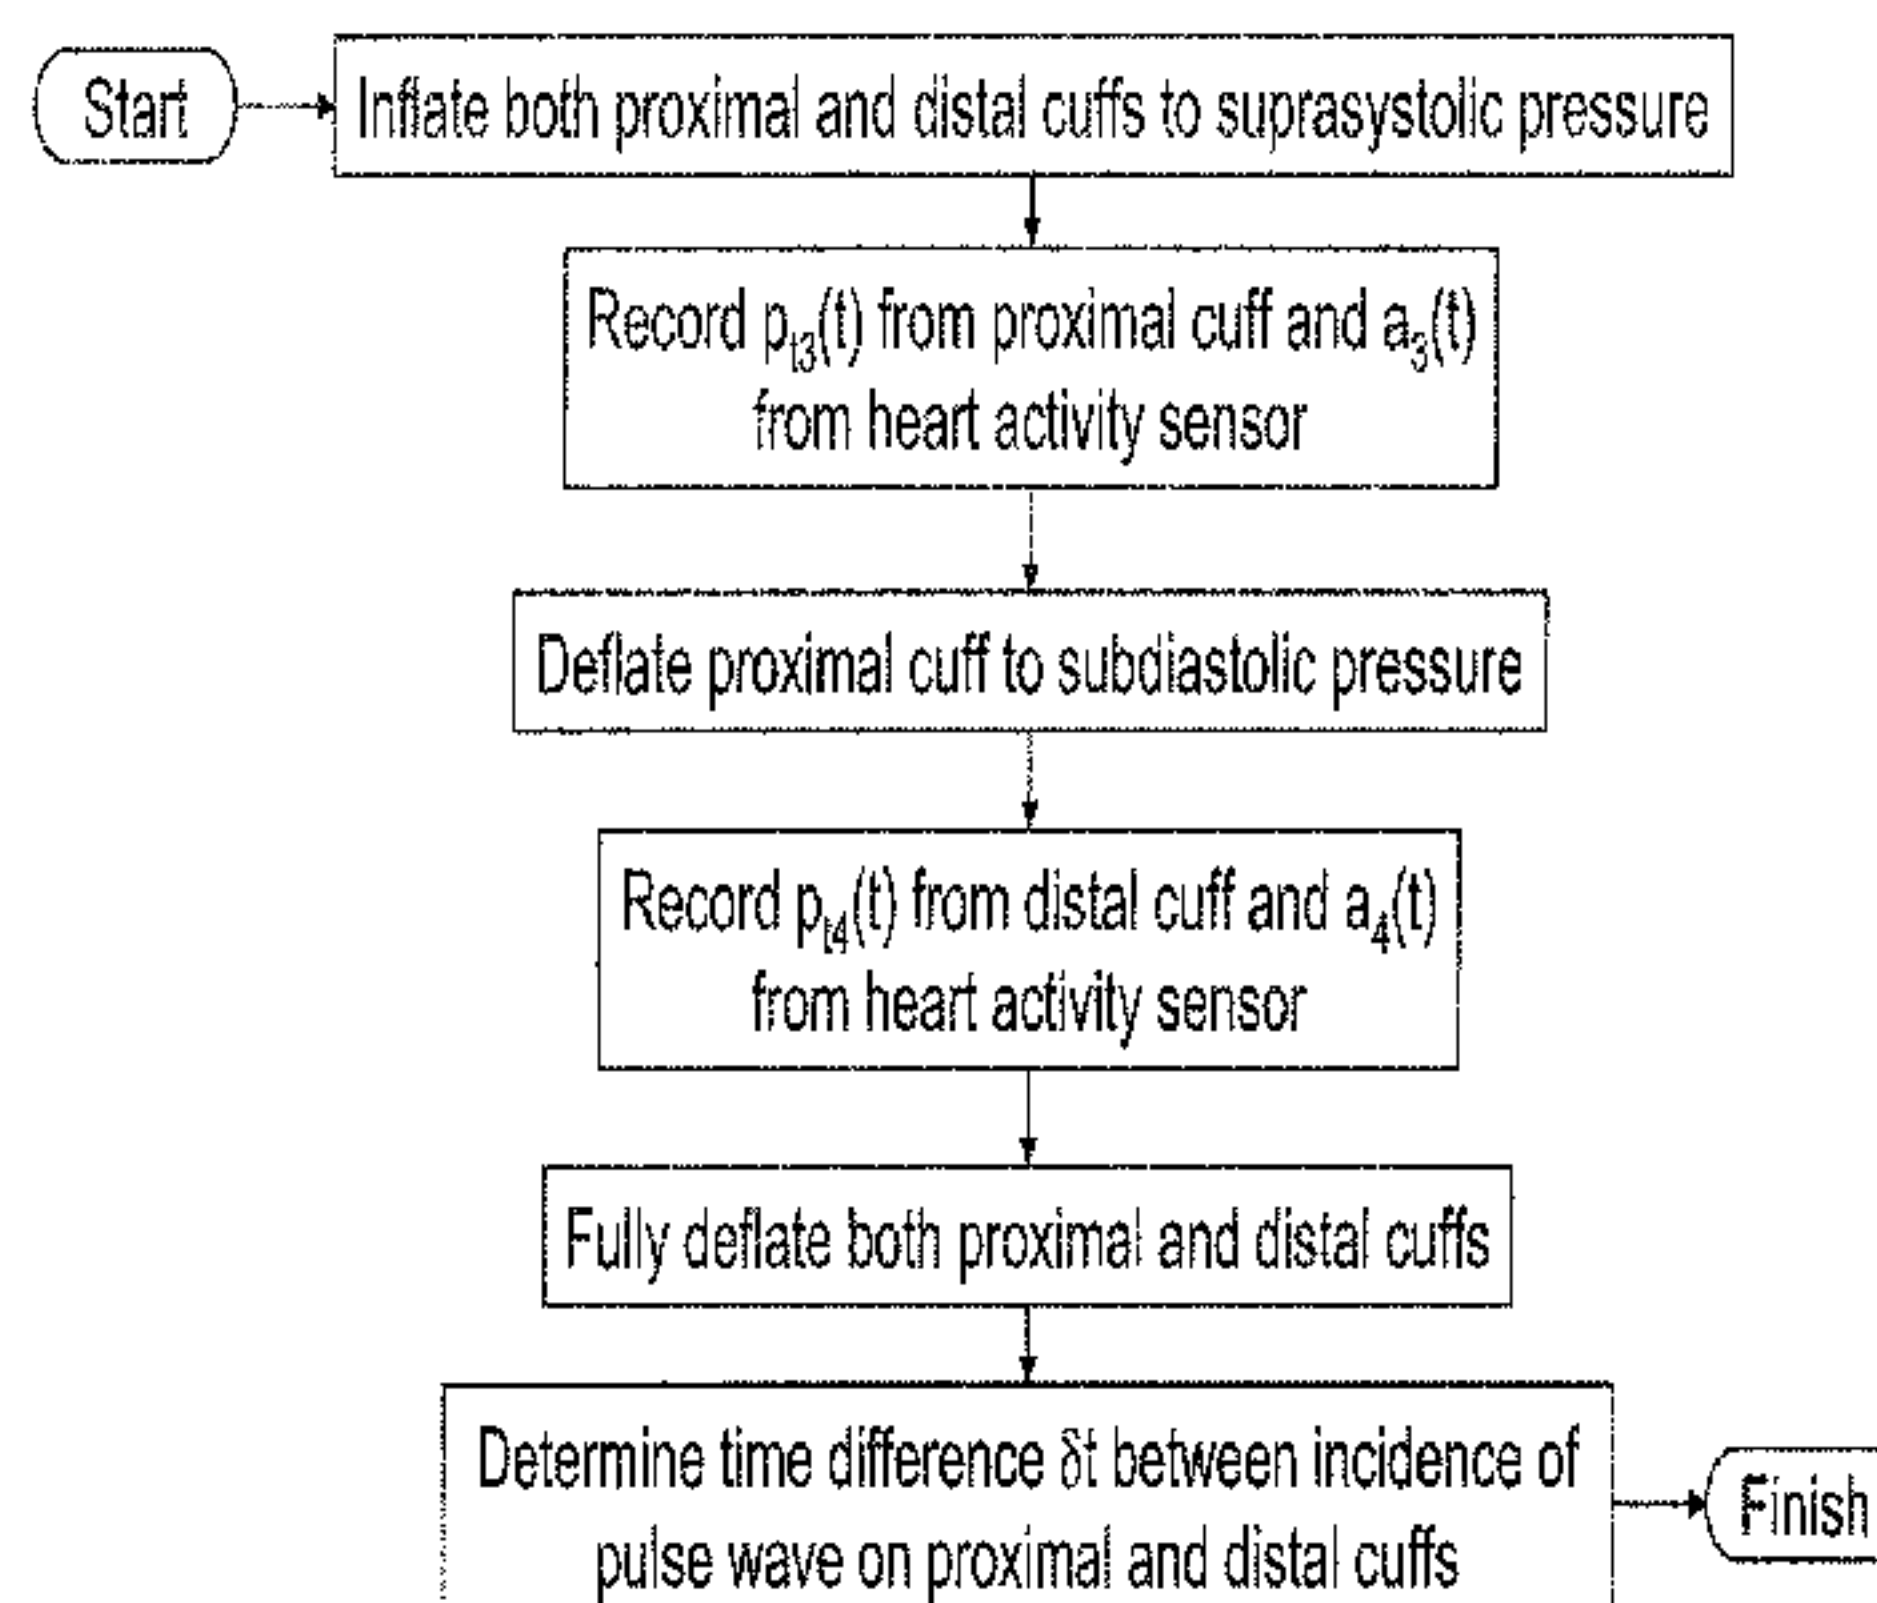 Start
Inflate both proximal and distal cuffs to suprasystolic pressure
Record pt3(t) from proximal cuff and a3(t)
from heart activity sensor
Deflate proximal cuff to subdiastolic pressure
Record pt4(t) from distal cuff and a4(t)
from heart activity sensor
Fully deflate both proximal and distal cuffs
Determine time difference δt between incidence of
pulse wave on proximal and distal cuffs
Finish